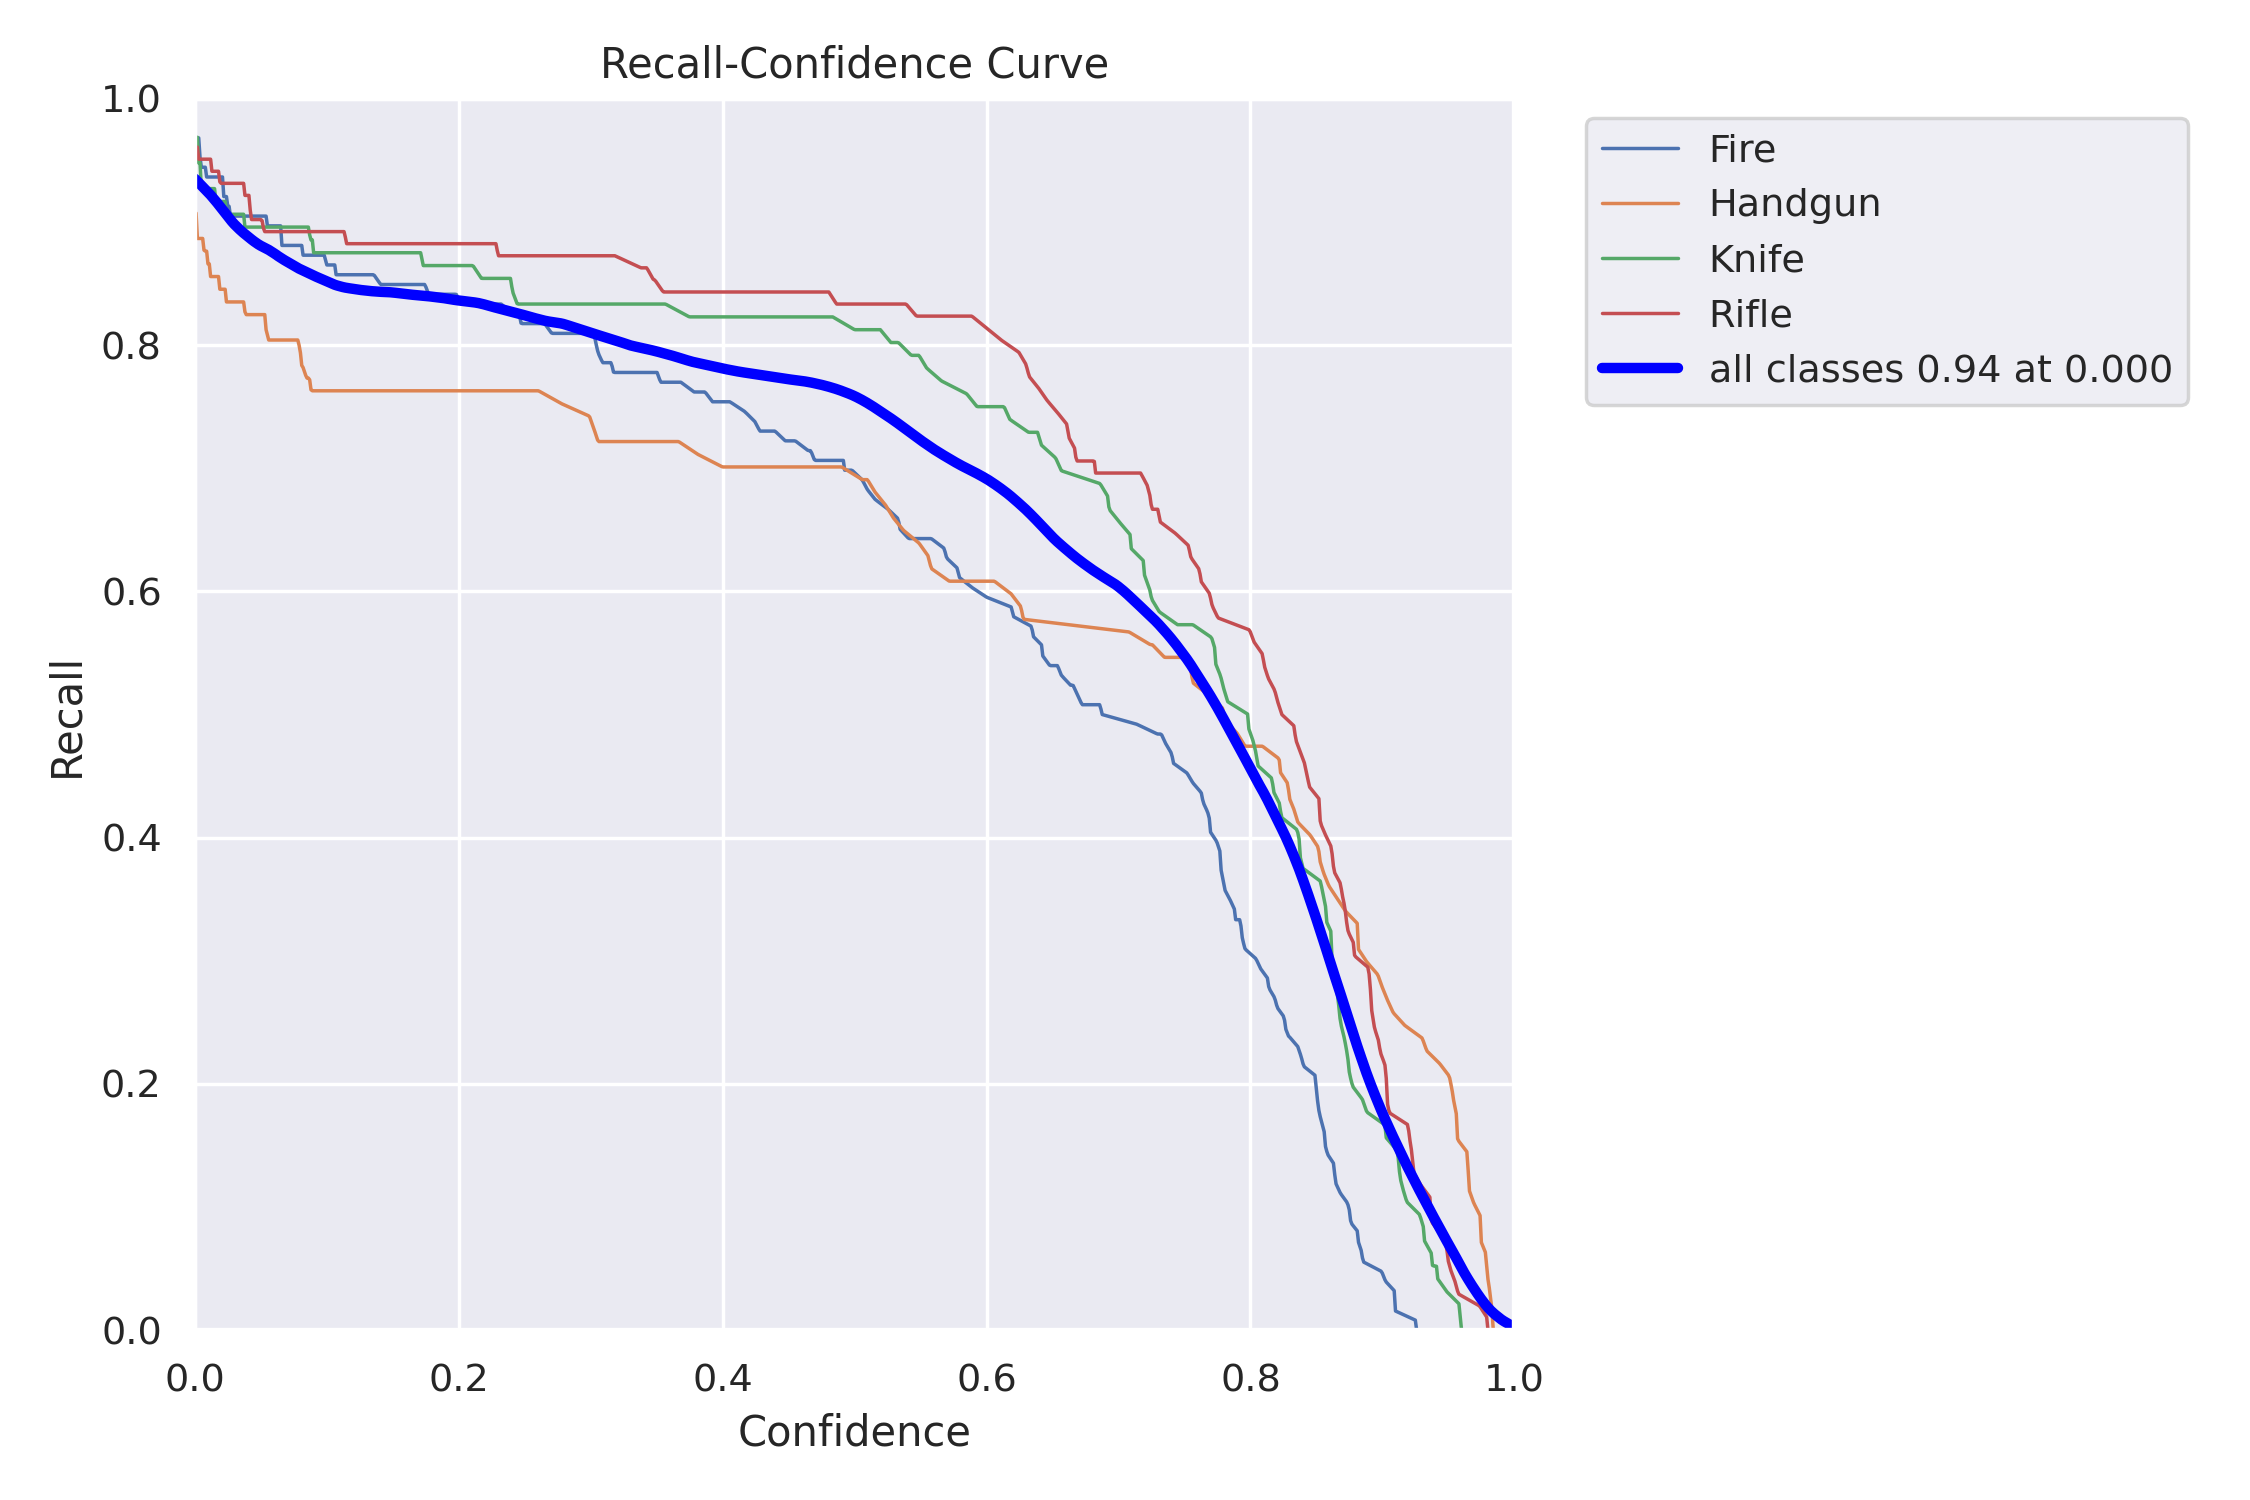 Recall-Confidence Curve
1.0
0.8
0.6
0.4
0.2
0.0
Recall
0.0 0.2 0.4 0.6 0.8 1.0
Confidence
Fire
Handgun
Knife
Rifle
all classes 0.94 at 0.000